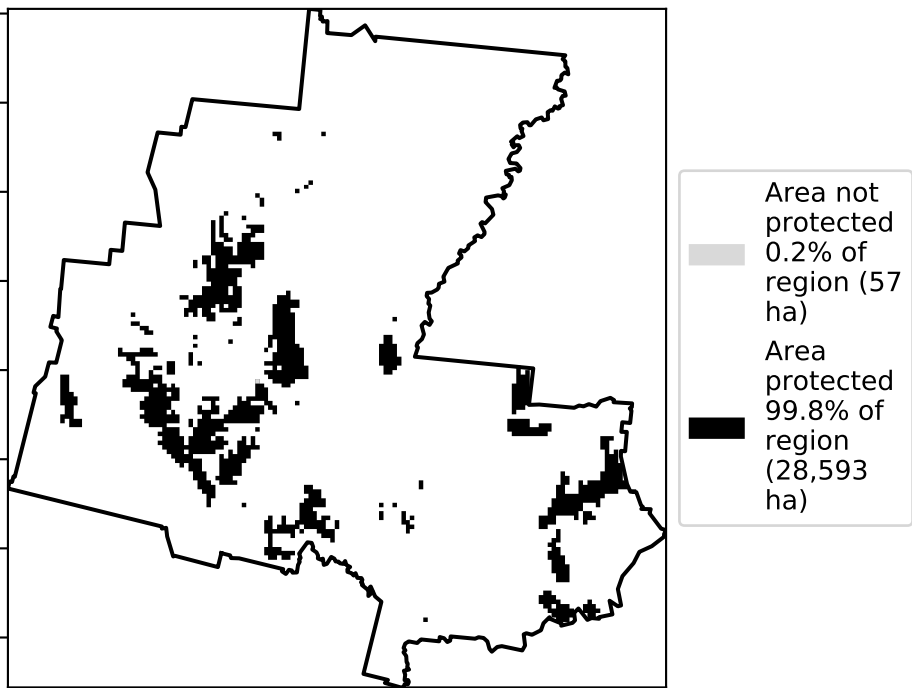 Area not
protected
0.2% of
region (57
ha)
Area
protected
99.8% of
region
(28,593
ha)